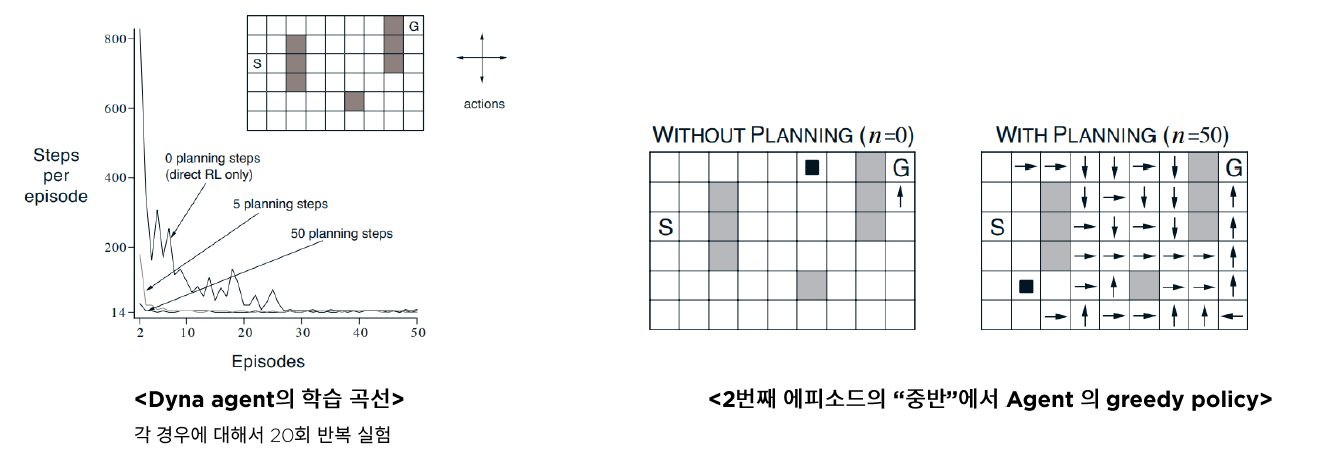 800
600
400
200
14
2
10
20
30
40
50
Steps
per
episode
Episodes
0 planning steps
(direct RL only)
5 planning steps
50 planning steps
S
G
actions
<Dyna agent의 학습 곡선>
각 경우에 대해서 20회 반복 실험
WITHOUT PLANNING (n=0)
G
S
WITH PLANNING (n=50)
G
S
<2번째 에피소드의 “중반”에서 Agent 의 greedy policy>